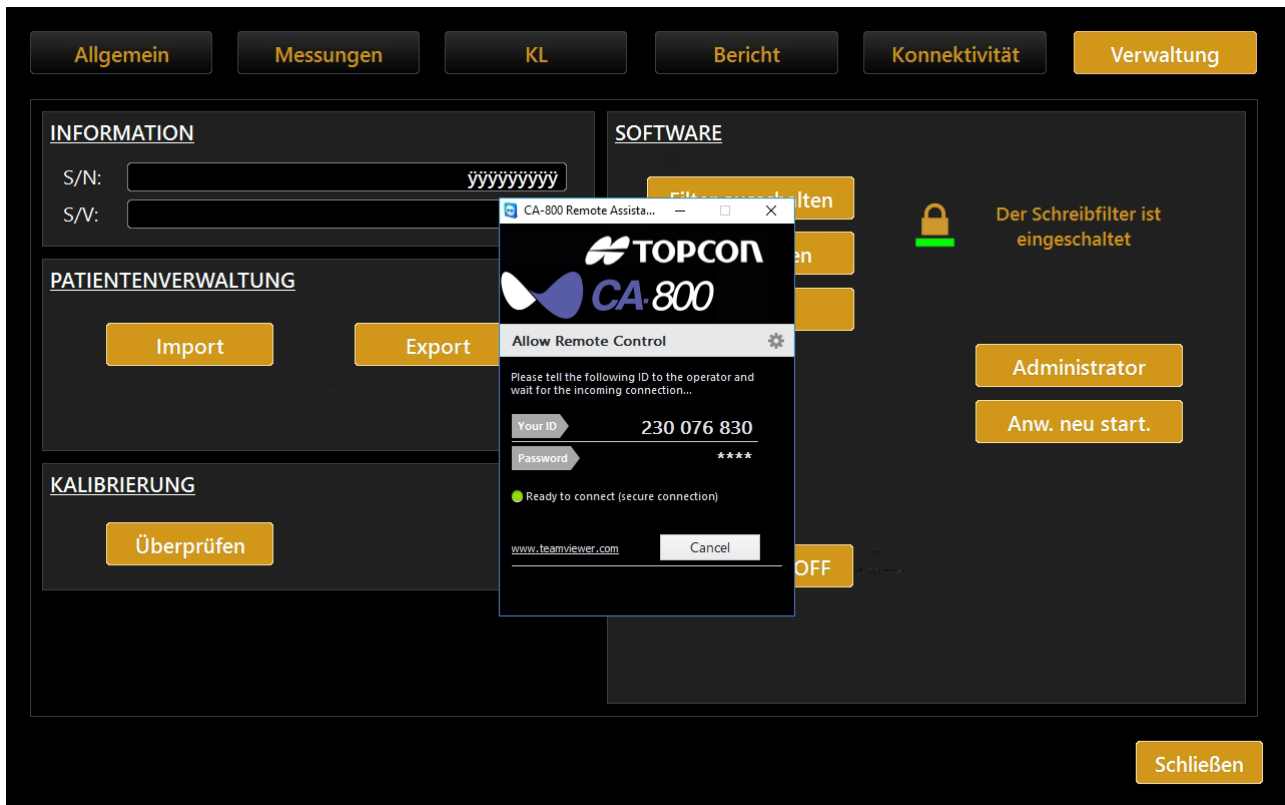 Allgemein
Messungen
KL
Bericht
Konnektivität
Verwaltung
INFORMATION
S/N:
ÿÿÿÿÿÿÿÿÿ
S/V:
PATIENTENVERWALTUNG
Import
Export
KALIBRIERUNG
Überprüfen
CA-800 Remote Assista...
TOPCON
CA-800
Allow Remote Control
Please tell the following ID to the operator and
wait for the incoming connection...
Your ID
230 076 830
Password
****
Ready to connect (secure connection)
www.teamviewer.com
Cancel
SOFTWARE
Der Schreibfilter ist
eingeschaltet
Administrator
Anw. neu start.
OFF
Schließen